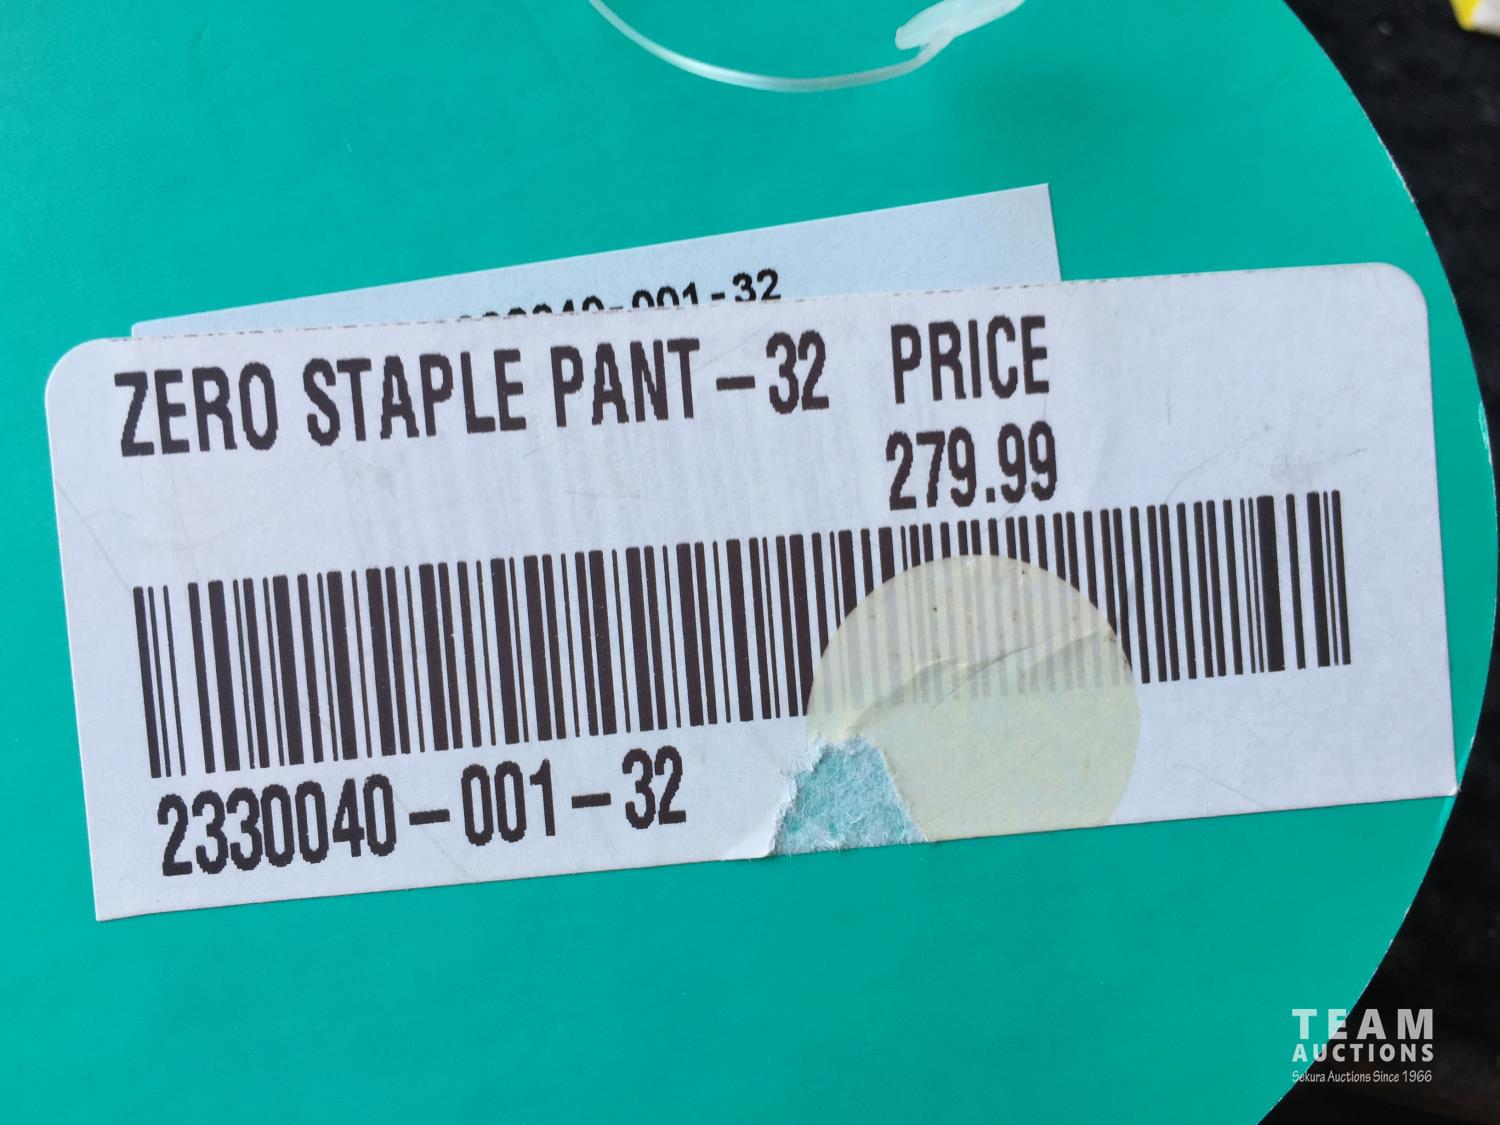 001-32
ZERO STAPLE PANT-32 PRICE
279.99
2330040-001-32
TEAM
AUCTIONS
Sekura Auctions Since 1966